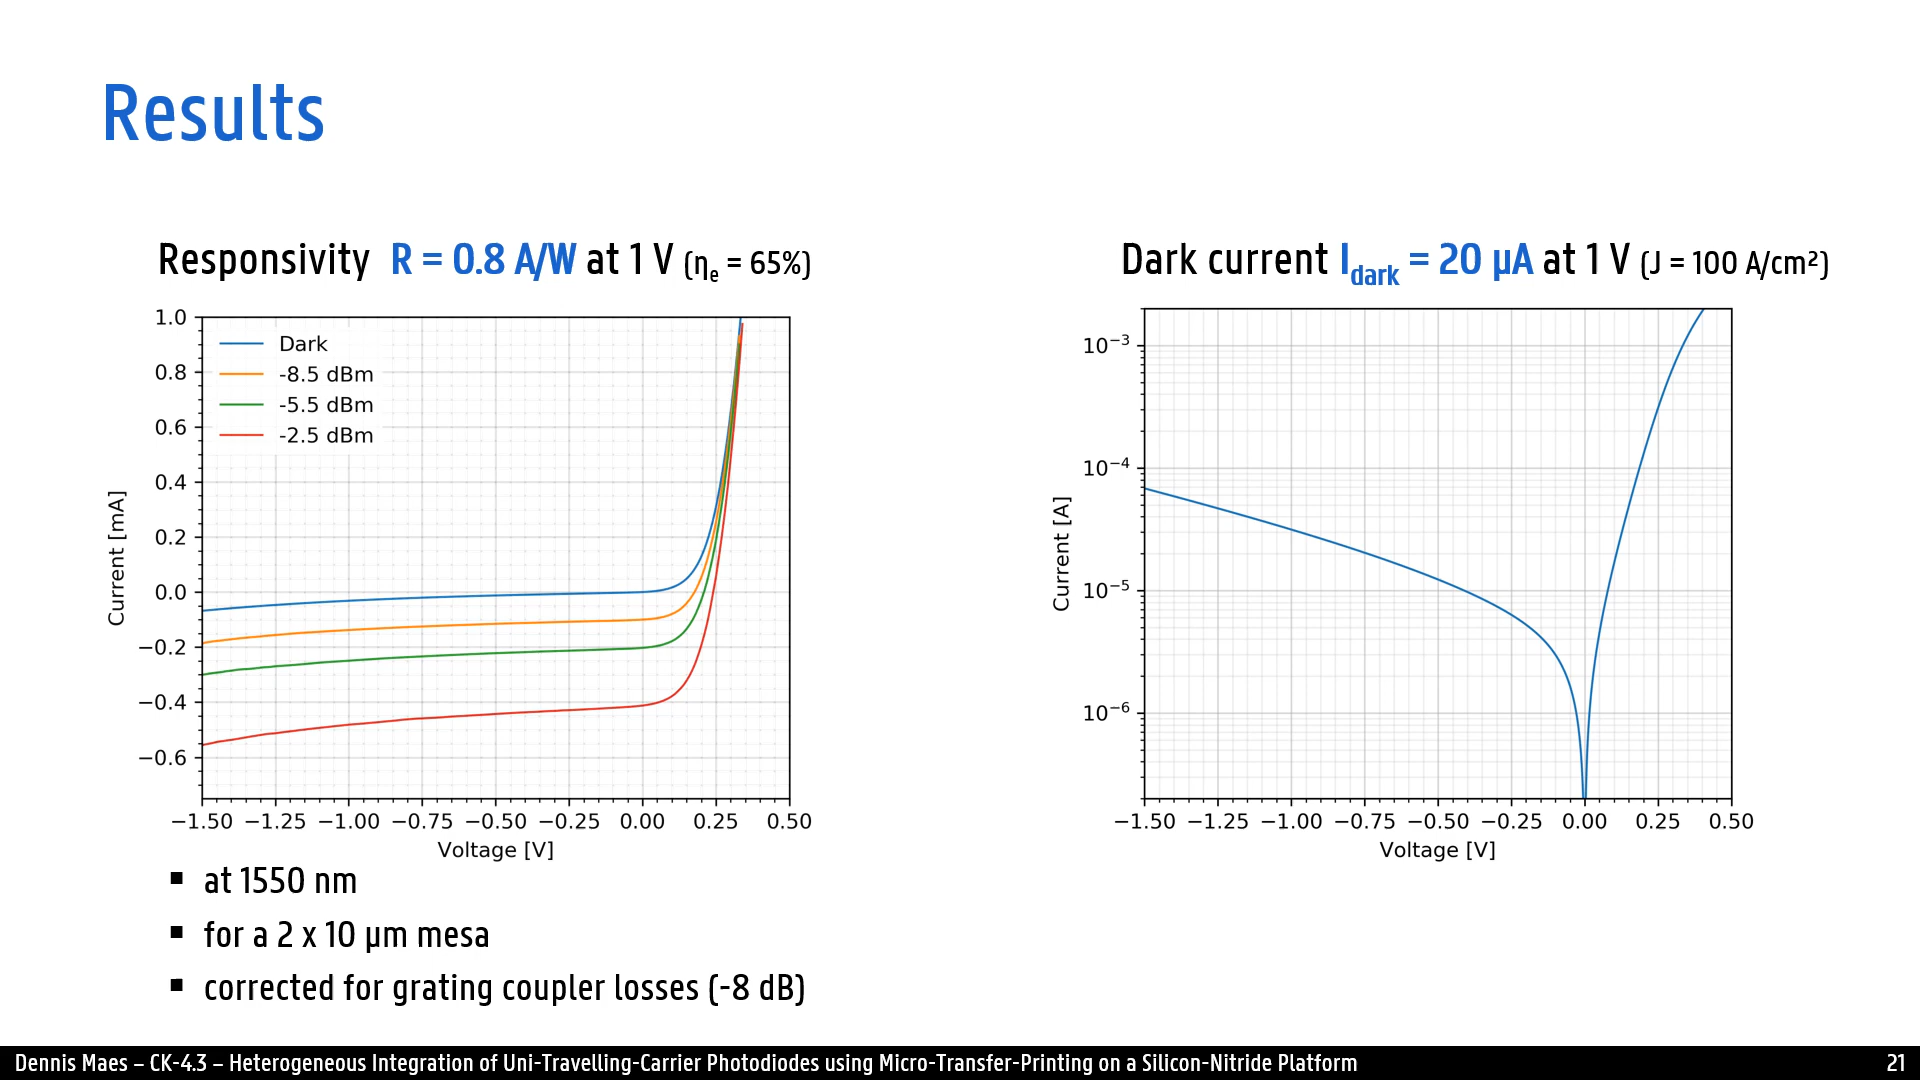 Results
Responsivity R = 0.8 A/W at 1 V (ηe = 65%)
1.0
0.8
0.6
0.4
0.2
0.0
−0.2
−0.4
−0.6
Current [mA]
Dark
-8.5 dBm
-5.5 dBm
-2.5 dBm
−1.50 −1.25 −1.00 −0.75 −0.50 −0.25 0.00 0.25 0.50
Voltage [V]
▪ at 1550 nm
▪ for a 2 x 10 µm mesa
▪ corrected for grating coupler losses (-8 dB)
Dark current Idark = 20 µA at 1 V (J = 100 A/cm²)
10−3
10−4
10−5
10−6
Current [A]
−1.50 −1.25 −1.00 −0.75 −0.50 −0.25 0.00 0.25 0.50
Voltage [V]
Dennis Maes – CK-4.3 – Heterogeneous Integration of Uni-Travelling-Carrier Photodiodes using Micro-Transfer-Printing on a Silicon-Nitride Platform
21